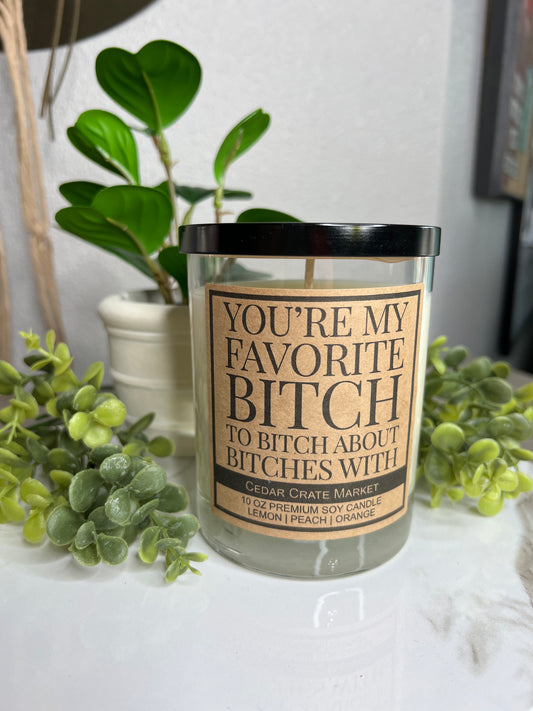 YOU'RE MY
FAVORITE
BITCH
TO BITCH ABOUT
BITCHES WITH
CEDAR CRATE MARKET
10 OZ PREMIUM SOY CANDLE
LEMON | PEACH | ORANGE